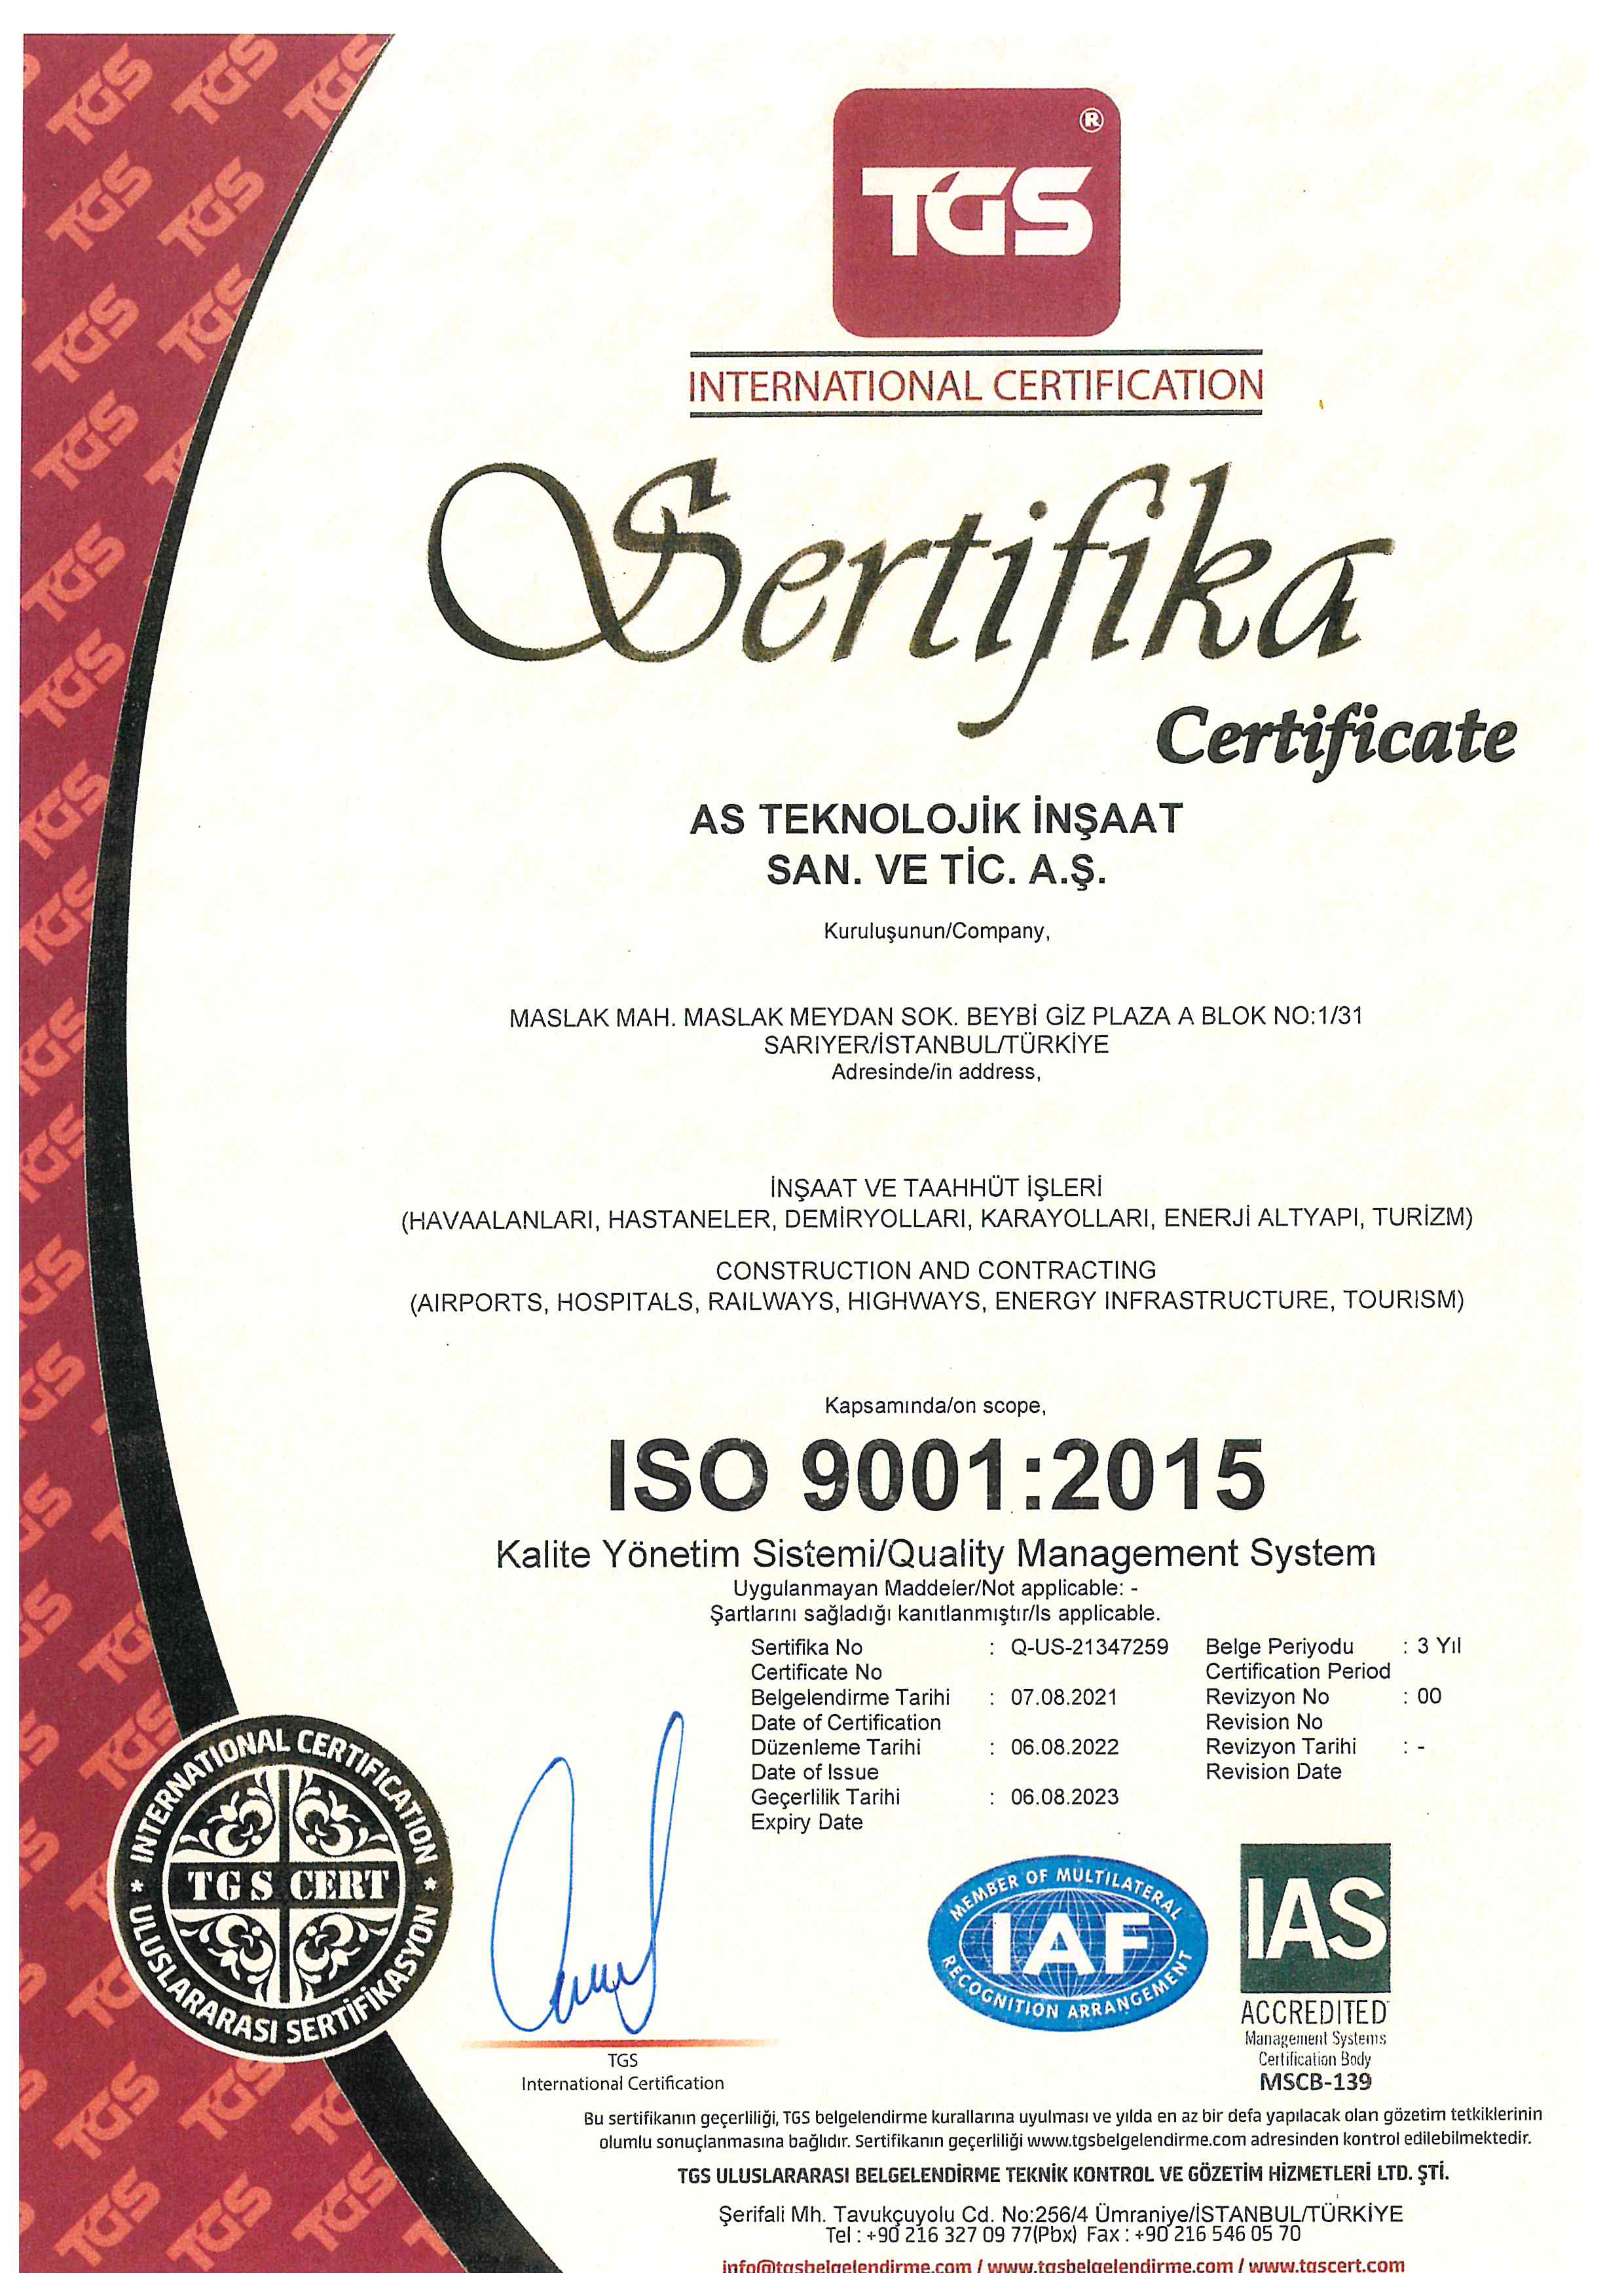 TGS ®
INTERNATIONAL CERTIFICATION
Sertifika
Certificate
AS TEKNOLOJİK İNŞAAT
SAN. VE TİC. A.Ş.
Kuruluşunun/Company,
MASLAK MAH. MASLAK MEYDAN SOK. BEYBİ GİZ PLAZA A BLOK NO:1/31
SARIYER/İSTANBUL/TÜRKİYE
Adresinde/in address,
İNŞAAT VE TAAHHÜT İŞLERİ
(HAVAALANLARI, HASTANELER, DEMİRYOLLARI, KARAYOLLARI, ENERJİ ALTYAPI, TURİZM)
CONSTRUCTION AND CONTRACTING
(AIRPORTS, HOSPITALS, RAILWAYS, HIGHWAYS, ENERGY INFRASTRUCTURE, TOURISM)
Kapsamında/on scope,
ISO 9001:2015
Kalite Yönetim Sistemi/Quality Management System
Uygulanmayan Maddeler/Not applicable: -
Şartlarını sağladığı kanıtlanmıştır/Is applicable.
Sertifika No : Q-US-21347259 Belge Periyodu : 3 Yıl
Certificate No Certification Period
Belgelendirme Tarihi : 07.08.2021 Revizyon No : 00
Date of Certification Revision No
Düzenleme Tarihi : 06.08.2022 Revizyon Tarihi : -
Date of Issue Revision Date
Geçerlilik Tarihi : 06.08.2023
Expiry Date
INTERNATIONAL CERTIFICATION
TGS CERT
ULUSLARARASI SERTİFİKASYON
MEMBER OF MULTILATERAL
IAF
RECOGNITION ARRANGEMENT
IAS
ACCREDITED
Management Systems
Certification Body
MSCB-139
TGS
International Certification
Bu sertifikanın geçerliliği, TGS belgelendirme kurallarına uyulması ve yılda en az bir defa yapılacak olan gözetim tetkiklerinin
olumlu sonuçlanmasına bağlıdır. Sertifikanın geçerliliği www.tgsbelgelendirme.com adresinden kontrol edilebilmektedir.
TGS ULUSLARARASI BELGELENDİRME TEKNİK KONTROL VE GÖZETİM HİZMETLERİ LTD. ŞTİ.
Şerifali Mh. Tavukçuyolu Cd. No:256/4 Ümraniye/İSTANBUL/TÜRKİYE
Tel : +90 216 327 09 77(Pbx) Fax : +90 216 546 05 70
info@tgsbelgelendirme.com / www.tgsbelgelendirme.com / www.tgscert.com